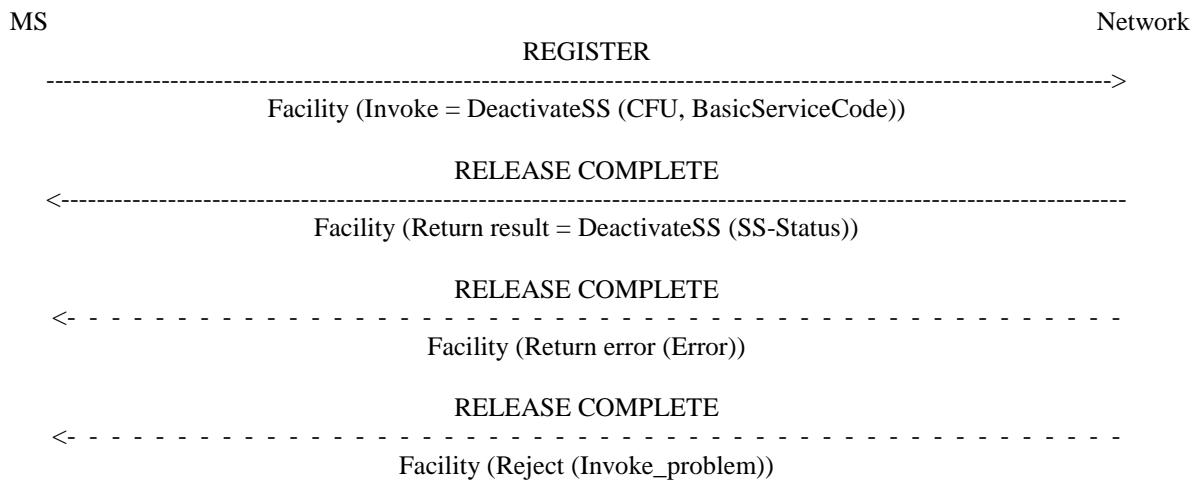 MS Network
REGISTER
Facility (Invoke = DeactivateSS (CFU, BasicServiceCode))
RELEASE COMPLETE
Facility (Return result = DeactivateSS (SS-Status))
RELEASE COMPLETE
Facility (Return error (Error))
RELEASE COMPLETE
Facility (Reject (Invoke_problem))